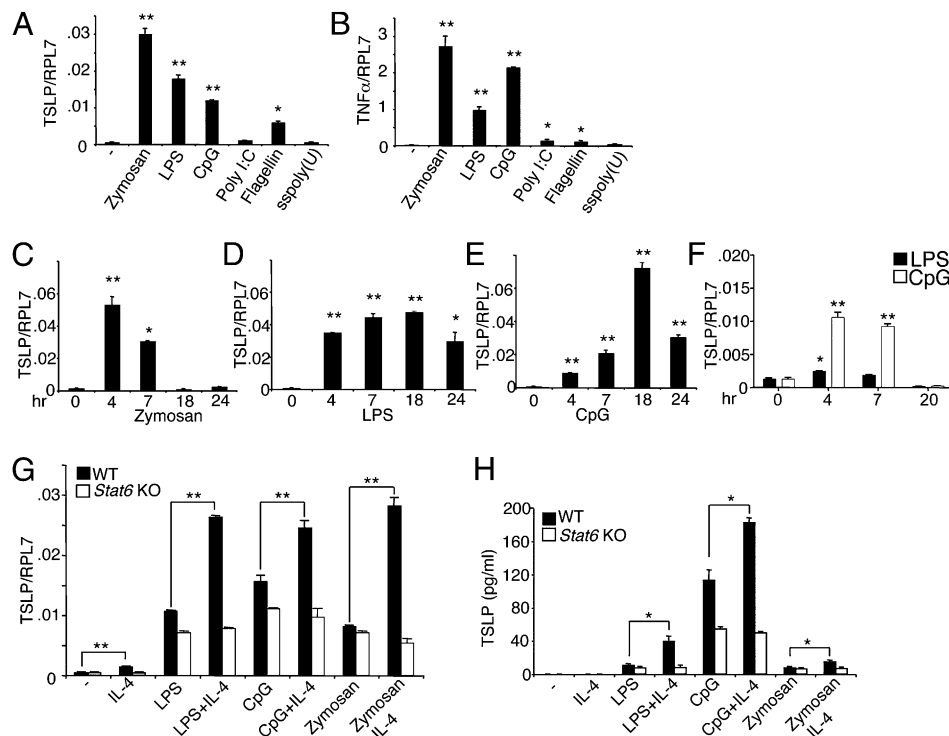 A
TSLP/RPL7
.03
.02
.01
0
**
**
**
*
-
Zymosan
LPS
CpG
Poly I:C
Flagellin
sspoly(U)
B
TNFα/RPL7
3
2
1
0
**
**
**
*
*
-
Zymosan
LPS
CpG
Poly I:C
Flagellin
sspoly(U)
C
TSLP/RPL7
.06
.04
.02
0
**
*
hr
0 4 7 18 24
Zymosan
D
TSLP/RPL7
.06
.04
.02
0
**
**
**
*
0 4 7 18 24
LPS
E
TSLP/RPL7
.06
.04
.02
0
**
**
**
**
0 4 7 18 24
CpG
F
TSLP/RPL7
0.020
0.015
0.010
0.005
0
LPS
CpG
*
**
**
hr
0 4 7 20
G
WT
Stat6 KO
TSLP/RPL7
.03
.02
.01
0
**
**
**
**
-
IL-4
LPS
LPS+IL-4
CpG
CpG+IL-4
Zymosan
Zymosan
IL-4
H
WT
Stat6 KO
TSLP (pg/ml)
200
160
120
80
40
0
*
*
*
-
IL-4
LPS
LPS+IL-4
CpG
CpG+IL-4
Zymosan
Zymosan
IL-4